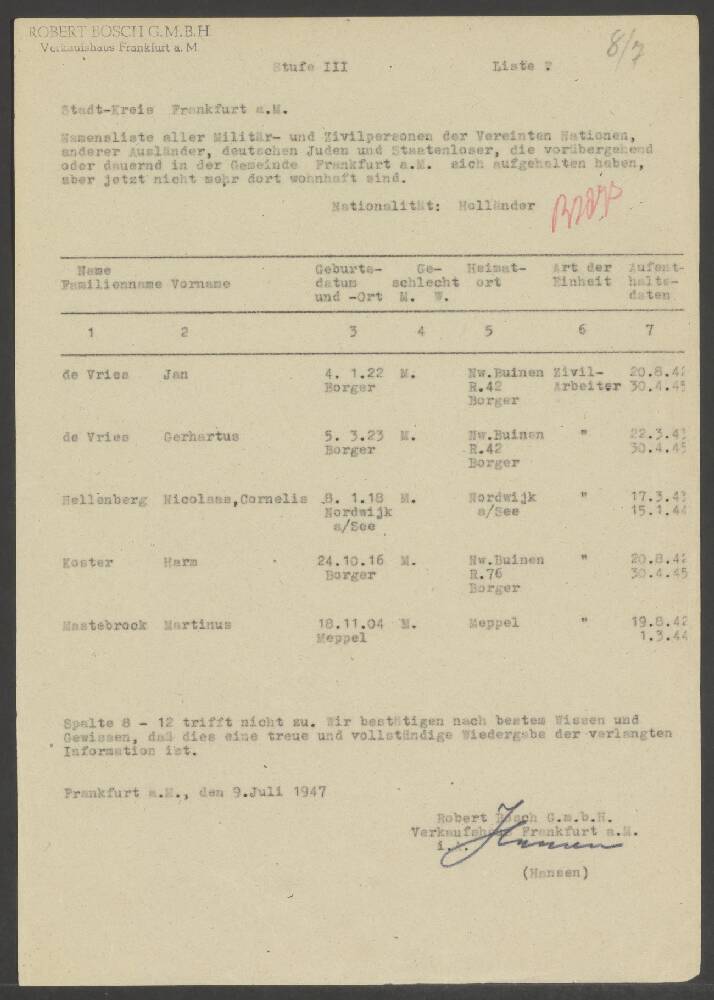 ROBERT BOSCH G.M.B.H
Verkaufshaus Frankfurt a. M.
8/7
Stufe III Liste
Stadt-Kreis Frankfurt a.M.
Namensliste aller Militär- und Zivilpersonen der Vereinten Nationen,
anderer Ausländer, deutschen Juden und Staatenloser, die vorübergehend
oder dauernd in der Gemeinde Frankfurt a.M. sich aufgehalten haben,
aber jetzt nicht mehr dort wohnhaft sind.
Nationalität: Holländer
Name Geburts- Ge- Heimat- Art der Aufent-
Familienname Vorname datum schlecht ort Einheit halts-
und -Ort M. W. daten
1 2 3 4 5 6 7
de Vries Jan 4. 1.22 M. Nw.Buinen Zivil- 20.8.42
Borger R.42 Arbeiter 30.4.45
Borger
de Vries Gerhartus 5. 3.23 M. Nw.Buinen " 22.3.43
Borger R.42 30.4.45
Borger
Hellenberg Nicolaas,Cornelis 8. 1.18 M. Nordwijk " 17.3.43
Nordwijk a/See 15.1.44
a/See
Koster Harm 24.10.16 M. Nw.Buinen " 20.8.42
Borger R.76 30.4.45
Borger
Mastebrock Martinus 18.11.04 M. Meppel " 19.8.42
Meppel 1.3.44
Spalte 8 - 12 trifft nicht zu. Wir bestätigen nach bestem Wissen und
Gewissen, daß dies eine treue und vollständige Wiedergabe der verlangten
Information ist.
Frankfurt a.M., den 9.Juli 1947
Robert Bosch G.m.b.H.
Verkaufshaus Frankfurt a.M.
i. Hansen
(Hansen)